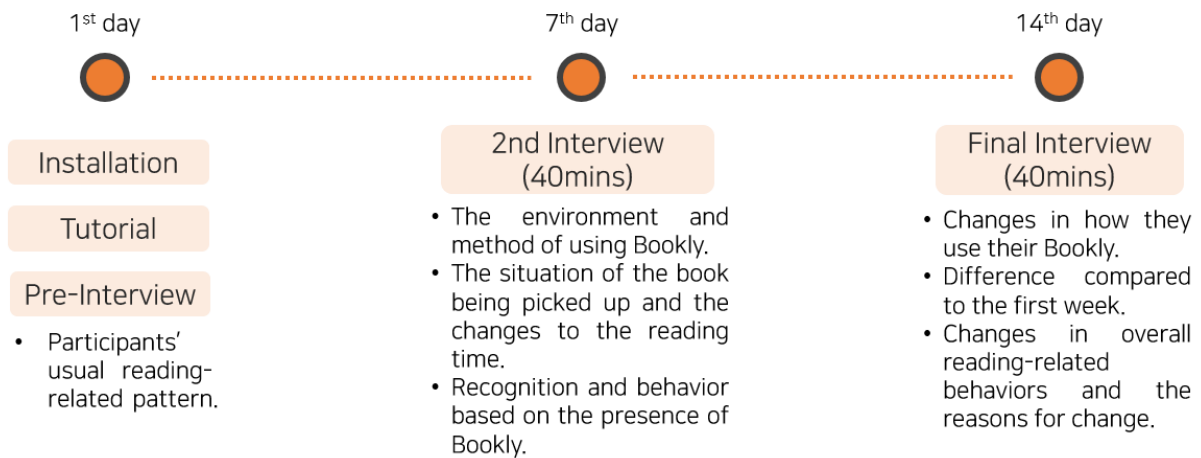 1st day
7th day
14th day
Installation
Tutorial
Pre-Interview
• Participants'
usual reading-
related pattern.
2nd Interview
(40mins)
• The environment and
method of using Bookly.
• The situation of the book
being picked up and the
changes to the reading
time.
• Recognition and behavior
based on the presence of
Bookly.
Final Interview
(40mins)
• Changes in how they
use their Bookly.
• Difference compared
to the first week.
• Changes in overall
reading-related
behaviors and the
reasons for change.